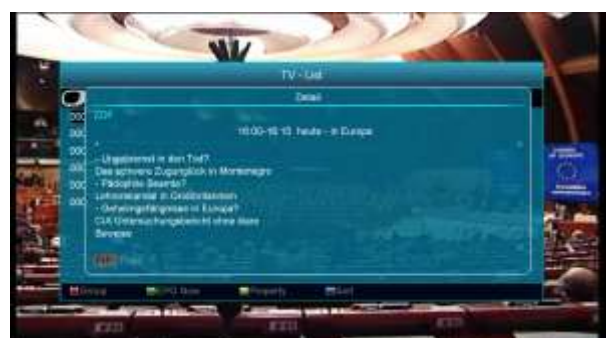 TV - List
Detail
ZDF
16:00-16:15 heute - in Europa
- Ungebremst in den Tod?
Das schwere Zugunglück in Montenegro
- Pädophile Beamte?
Lehrerskandal in Großbritannien
- Geheimgefängnisse in Europa?
CIA Untersuchungsbericht ohne klare
Beweise
Group EPG Now Property Sort